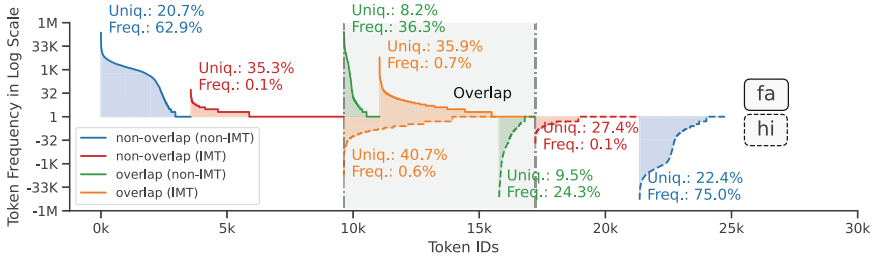 Token Frequency in Log Scale
1M
33K
1K
32
1
-32
-1K
-33K
-1M
Uniq.: 20.7%
Freq.: 62.9%
Uniq.: 35.3%
Freq.: 0.1%
Uniq.: 8.2%
Freq.: 36.3%
Uniq.: 35.9%
Freq.: 0.7%
Overlap
Uniq.: 40.7%
Freq.: 0.6%
Uniq.: 9.5%
Freq.: 24.3%
Uniq.: 27.4%
Freq.: 0.1%
Uniq.: 22.4%
Freq.: 75.0%
fa
hi
non-overlap (non-IMT)
non-overlap (IMT)
overlap (non-IMT)
overlap (IMT)
0k
5k
10k
15k
20k
25k
30k
Token IDs